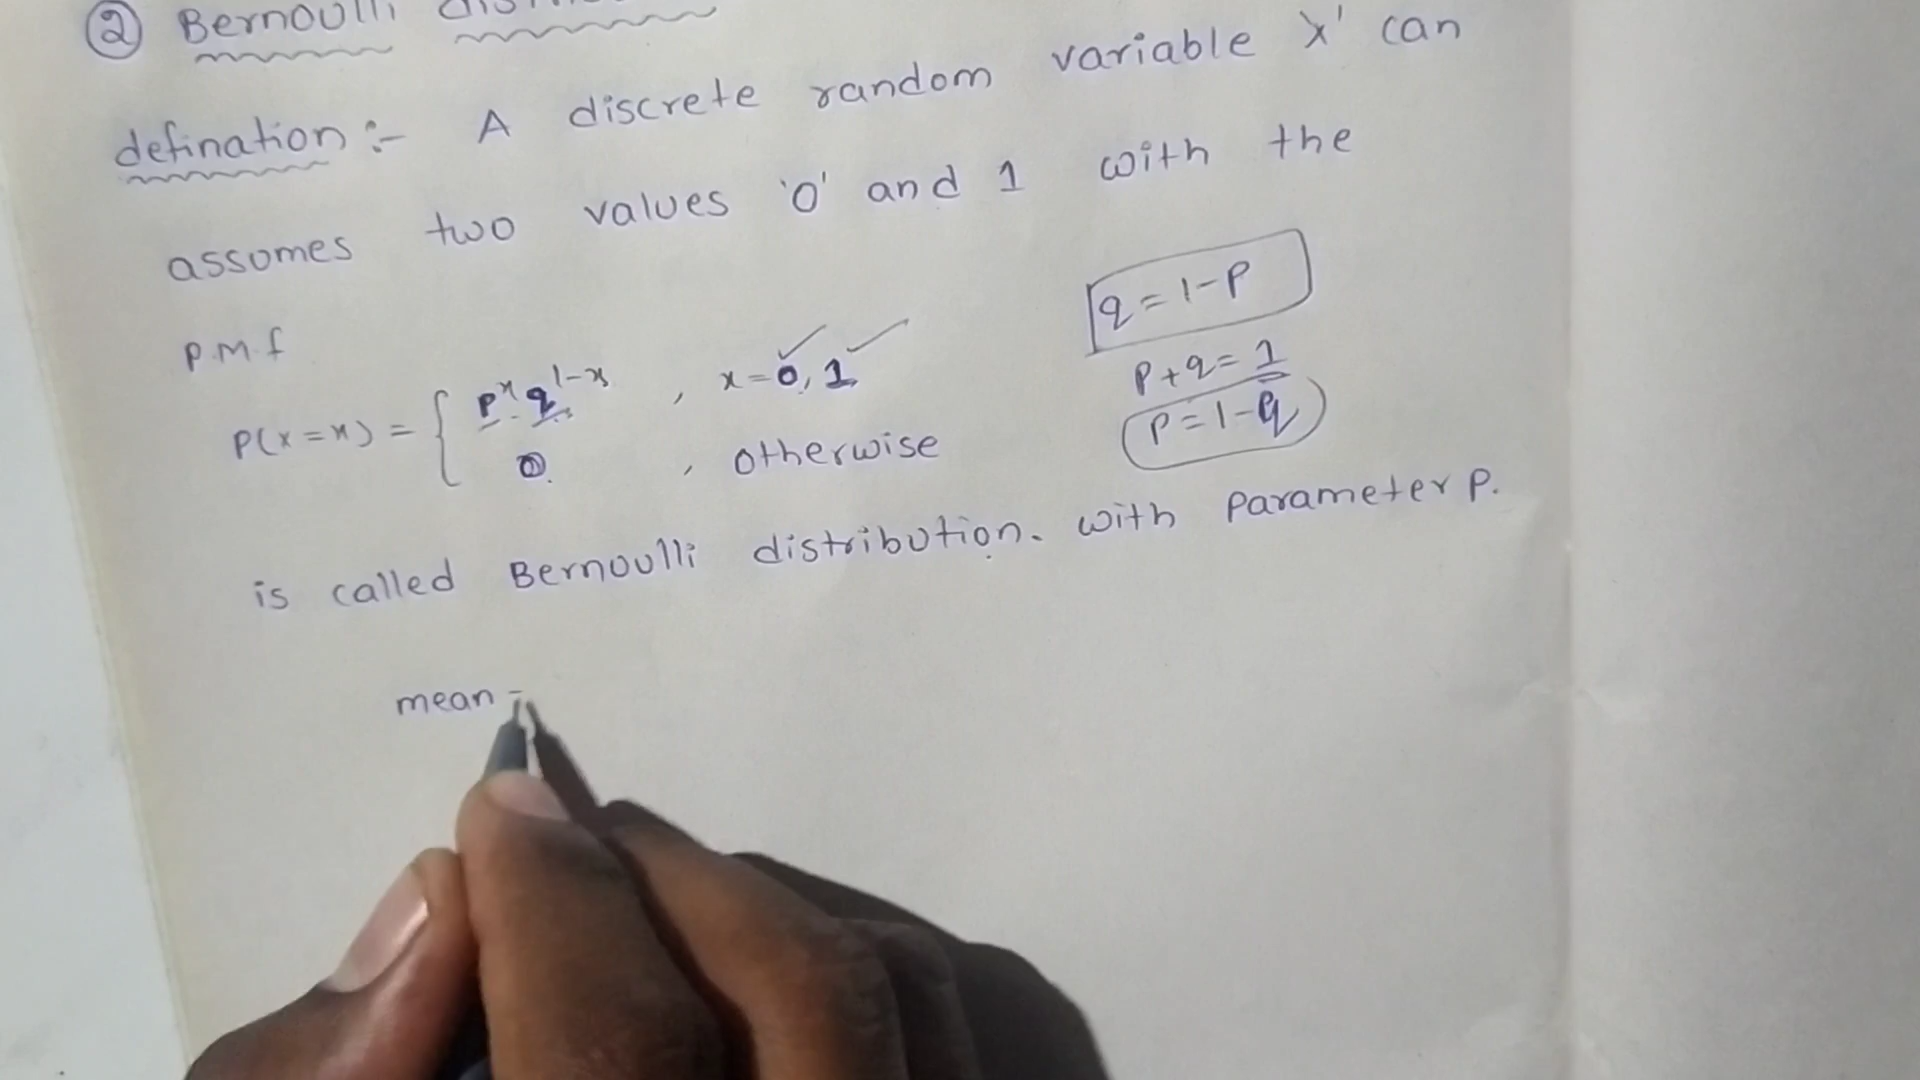 ② Bernoulli
defination :- A discrete random variable 'x' can
assumes two values '0' and 1 with the
P.M.f
q = 1-P
P(x=x) = { p^x q^1-x , x = 0, 1
0 , otherwise
P+q = 1
P = 1-q
is called Bernoulli distribution. with parameter P.
mean =